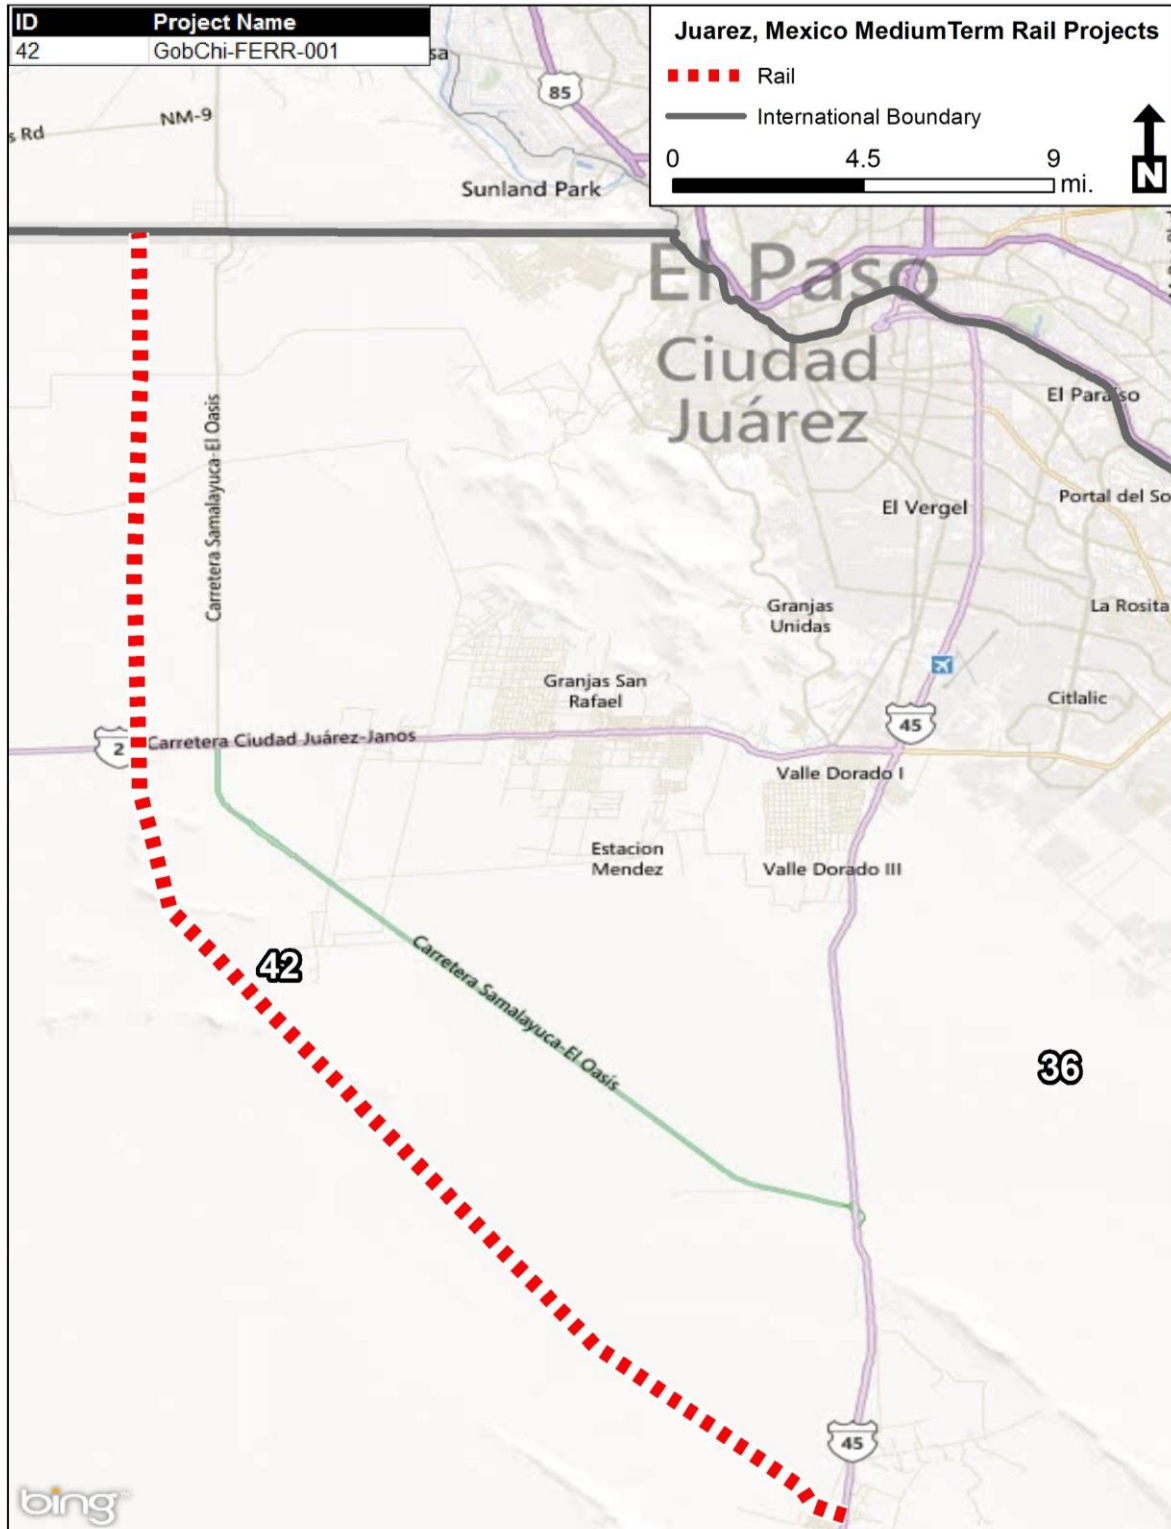 ID Project Name
42 GobChi-FERR-001
Juarez, Mexico MediumTerm Rail Projects
Rail
International Boundary
0 4.5 9
mi.
N
sa
85
NM-9
s Rd
Sunland Park
El Paso
Ciudad
Juárez
El Paraíso
Carretera Samalayuca-El Oasis
El Vergel
Portal del So
Granjas
Unidas
La Rosita
Granjas San
Rafael
Citlalic
45
2
Carretera Ciudad Juárez-Janos
Valle Dorado I
Estacion
Mendez
Valle Dorado III
42
Carretera Samalayuca-El Oasis
36
45
bing